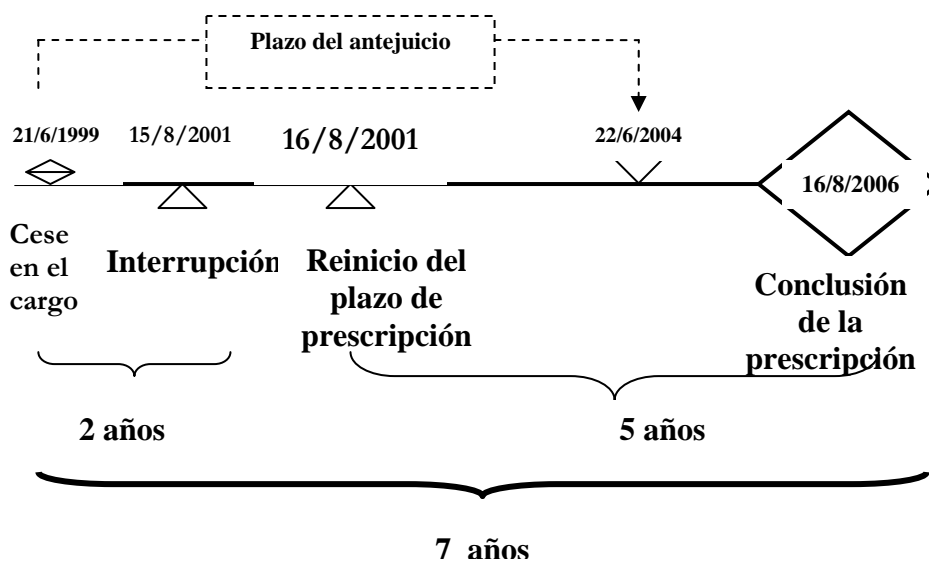 Plazo del antejuicio
21/6/1999
15/8/2001
16/8/2001
22/6/2004
16/8/2006
Cese
en el
cargo
Interrupción
Reinicio del
plazo de
prescripción
Conclusión
de la
prescripción
2 años
5 años
7 años